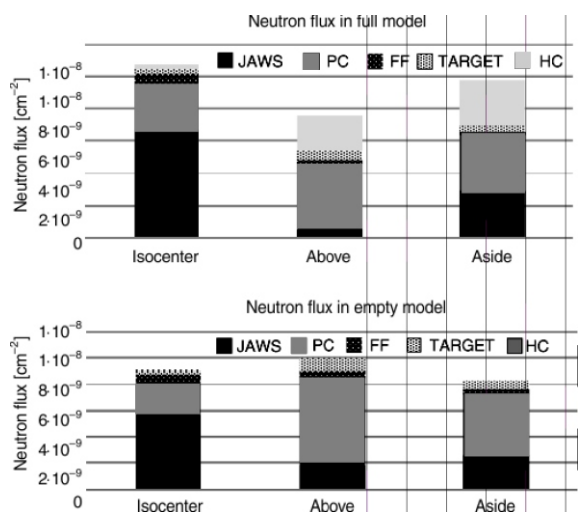 Neutron flux in full model
JAWS PC FF TARGET HC
Neutron flux [cm⁻²]
1·10⁻⁸
1·10⁻⁸
8·10⁻⁹
6·10⁻⁹
4·10⁻⁹
2·10⁻⁹
0
Isocenter Above Aside
Neutron flux in empty model
JAWS PC FF TARGET HC
Neutron flux [cm⁻²]
1·10⁻⁸
1·10⁻⁸
8·10⁻⁹
6·10⁻⁹
4·10⁻⁹
2·10⁻⁹
0
Isocenter Above Aside